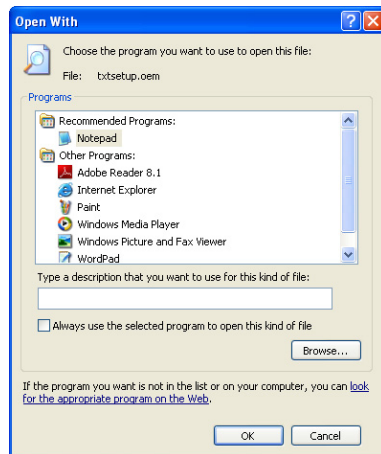 Open With
Choose the program you want to use to open this file:
File: txtsetup.oem
Programs
Recommended Programs:
Notepad
Other Programs:
Adobe Reader 8.1
Internet Explorer
Paint
Windows Media Player
Windows Picture and Fax Viewer
WordPad
Type a description that you want to use for this kind of file:
Always use the selected program to open this kind of file
Browse...
If the program you want is not in the list or on your computer, you can look
for the appropriate program on the Web.
OK Cancel